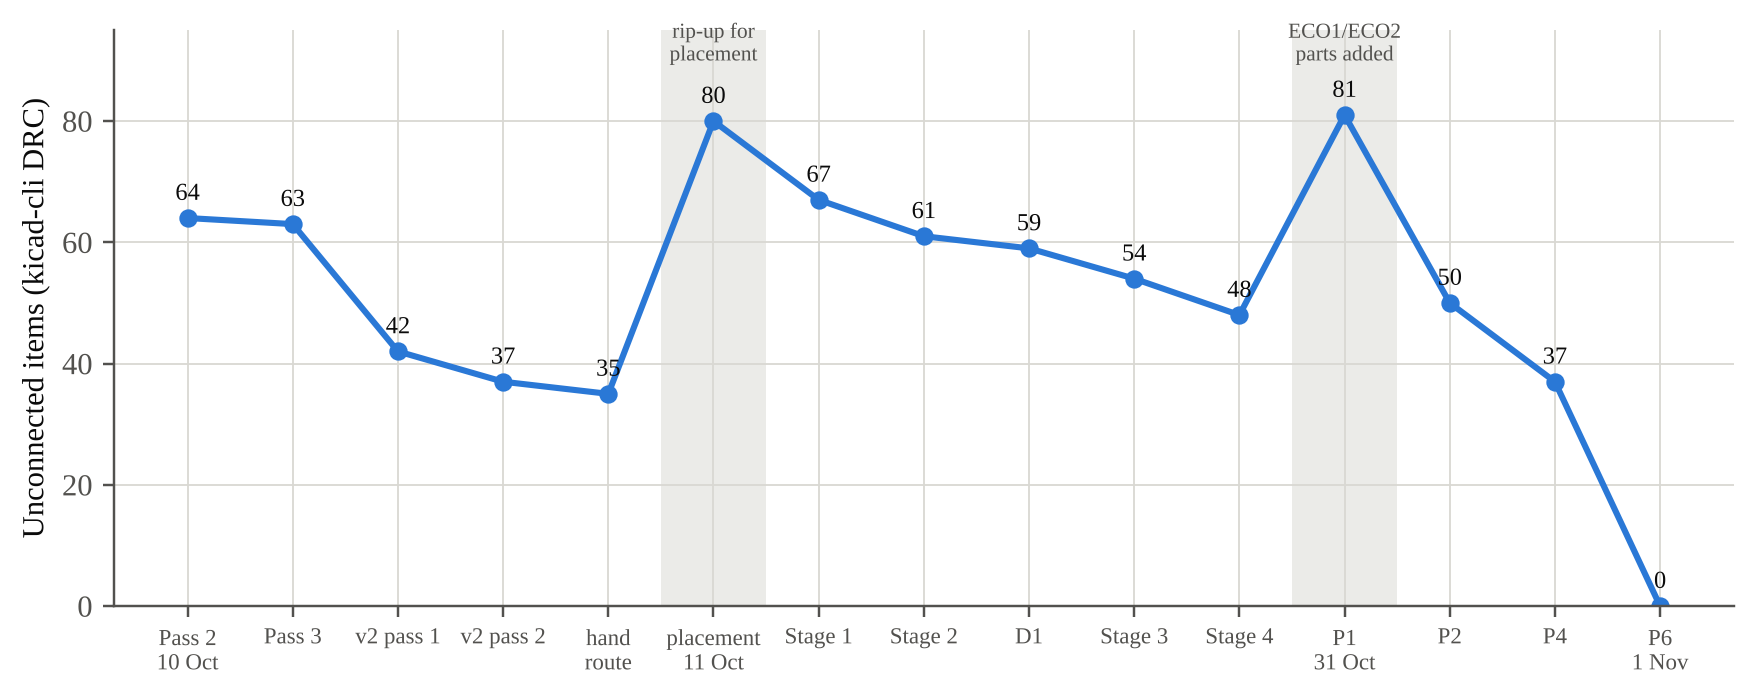 rip-up for
placement
ECO1/ECO2
parts added
Unconnected items (kicad-cli DRC)
80
60
40
20
0
64
63
42
37
35
80
67
61
59
54
48
81
50
37
0
Pass 2
10 Oct
Pass 3
v2 pass 1
v2 pass 2
hand
route
placement
11 Oct
Stage 1
Stage 2
D1
Stage 3
Stage 4
P1
31 Oct
P2
P4
P6
1 Nov